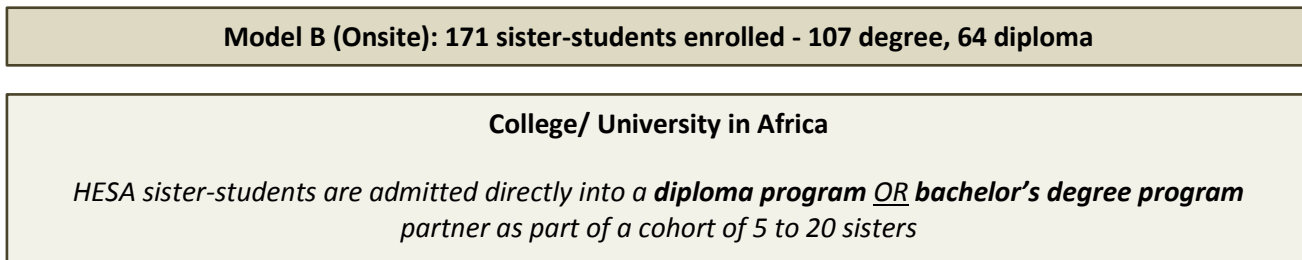 Model B (Onsite): 171 sister-students enrolled - 107 degree, 64 diploma
College/ University in Africa
HESA sister-students are admitted directly into a diploma program OR bachelor’s degree program
partner as part of a cohort of 5 to 20 sisters